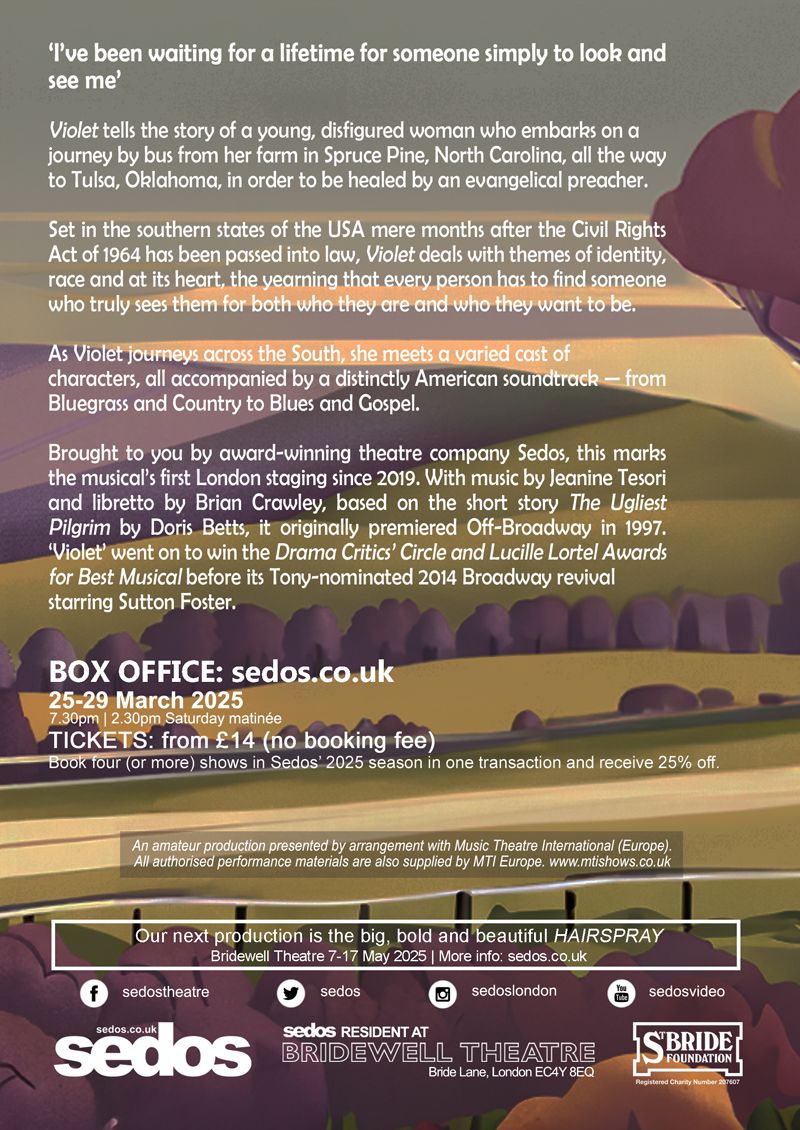 ‘I’ve been waiting for a lifetime for someone simply to look and
see me’
Violet tells the story of a young, disfigured woman who embarks on a
journey by bus from her farm in Spruce Pine, North Carolina, all the way
to Tulsa, Oklahoma, in order to be healed by an evangelical preacher.
Set in the southern states of the USA mere months after the Civil Rights
Act of 1964 has been passed into law, Violet deals with themes of identity,
race and at its heart, the yearning that every person has to find someone
who truly sees them for both who they are and who they want to be.
As Violet journeys across the South, she meets a varied cast of
characters, all accompanied by a distinctly American soundtrack — from
Bluegrass and Country to Blues and Gospel.
Brought to you by award-winning theatre company Sedos, this marks
the musical’s first London staging since 2019. With music by Jeanine Tesori
and libretto by Brian Crawley, based on the short story The Ugliest
Pilgrim by Doris Betts, it originally premiered Off-Broadway in 1997.
‘Violet’ went on to win the Drama Critics’ Circle and Lucille Lortel Awards
for Best Musical before its Tony-nominated 2014 Broadway revival
starring Sutton Foster.
BOX OFFICE: sedos.co.uk
25-29 March 2025
7.30pm | 2.30pm Saturday matinée
TICKETS: from £14 (no booking fee)
Book four (or more) shows in Sedos’ 2025 season in one transaction and receive 25% off.
An amateur production presented by arrangement with Music Theatre International (Europe).
All authorised performance materials are also supplied by MTI Europe. www.mtishows.co.uk
Our next production is the big, bold and beautiful HAIRSPRAY
Bridewell Theatre 7-17 May 2025 | More info: sedos.co.uk
f sedostheatre sedos sedoslondon You Tube sedosvideo
sedos.co.uk
sedos
sedos RESIDENT AT
BRIDEWELL THEATRE
Bride Lane, London EC4Y 8EQ
ST BRIDE
FOUNDATION
Registered Charity Number 207607